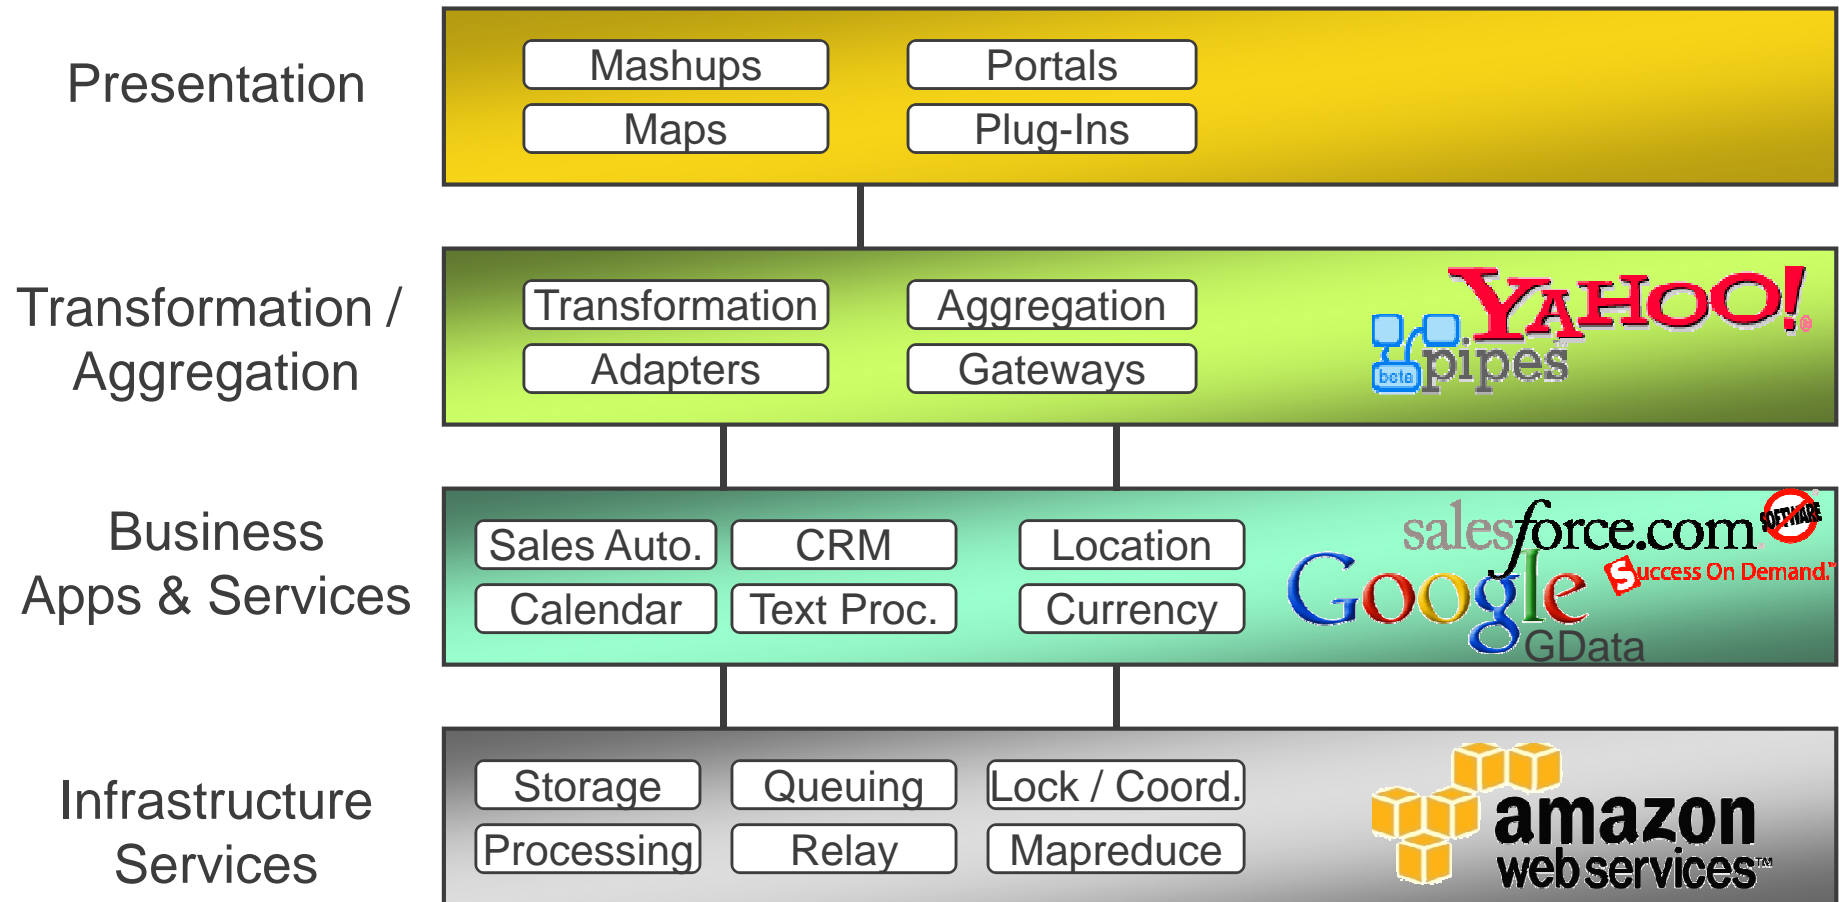 Presentation
Mashups
Portals
Maps
Plug-Ins
Transformation /
Aggregation
Transformation
Aggregation
Adapters
Gateways
YAHOO!
beta
pipes
Business
Apps & Services
Sales Auto.
CRM
Location
Calendar
Text Proc.
Currency
salesforce.com
SOFTWARE
Success On Demand.™
Google
GData
Infrastructure
Services
Storage
Queuing
Lock / Coord.
Processing
Relay
Mapreduce
amazon
webservices™